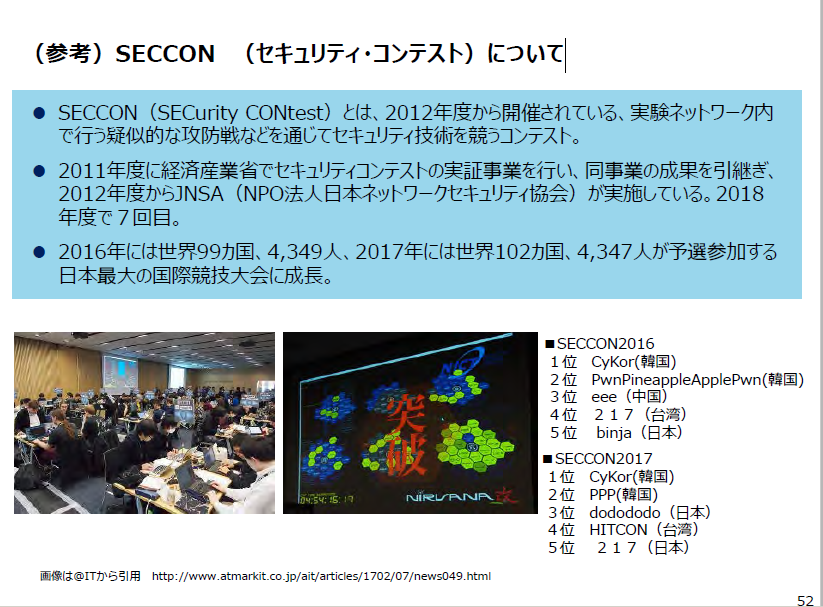 （参考）SECCON　（セキュリティ・コンテスト）について
● SECCON（SECurity CONtest）とは、2012年度から開催されている、実験ネットワーク内
で行う疑似的な攻防戦などを通じてセキュリティ技術を競うコンテスト。
● 2011年度に経済産業省でセキュリティコンテストの実証事業を行い、同事業の成果を引継ぎ、
2012年度からJNSA（NPO法人日本ネットワークセキュリティ協会）が実施している。2018
年度で７回目。
● 2016年には世界99カ国、4,349人、2017年には世界102カ国、4,347人が予選参加する
日本最大の国際競技大会に成長。
突破
04:54:15:17
NIRVANA改
■SECCON2016
１位　CyKor(韓国)
２位　PwnPineappleApplePwn(韓国)
３位　eee（中国）
４位　２１７（台湾）
５位　binja（日本）
■SECCON2017
１位　CyKor(韓国)
２位　PPP(韓国)
３位　dodododo（日本）
４位　HITCON（台湾）
５位　２１７（日本）
画像は@ITから引用　http://www.atmarkit.co.jp/ait/articles/1702/07/news049.html
52